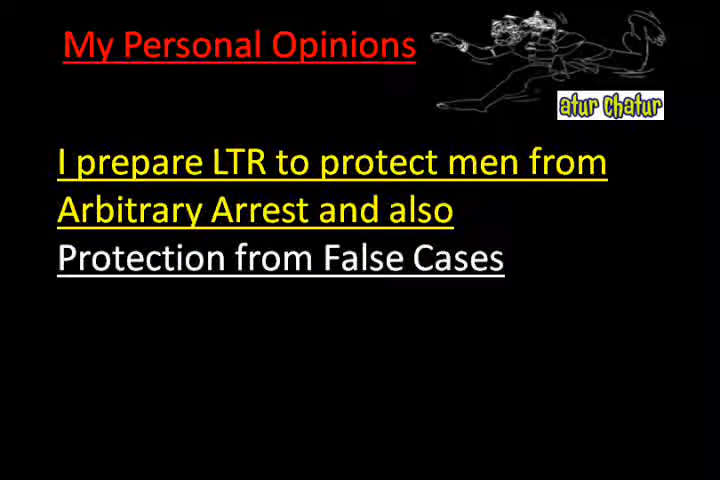 My Personal Opinions
atur chatur
I prepare LTR to protect men from
Arbitrary Arrest and also
Protection from False Cases